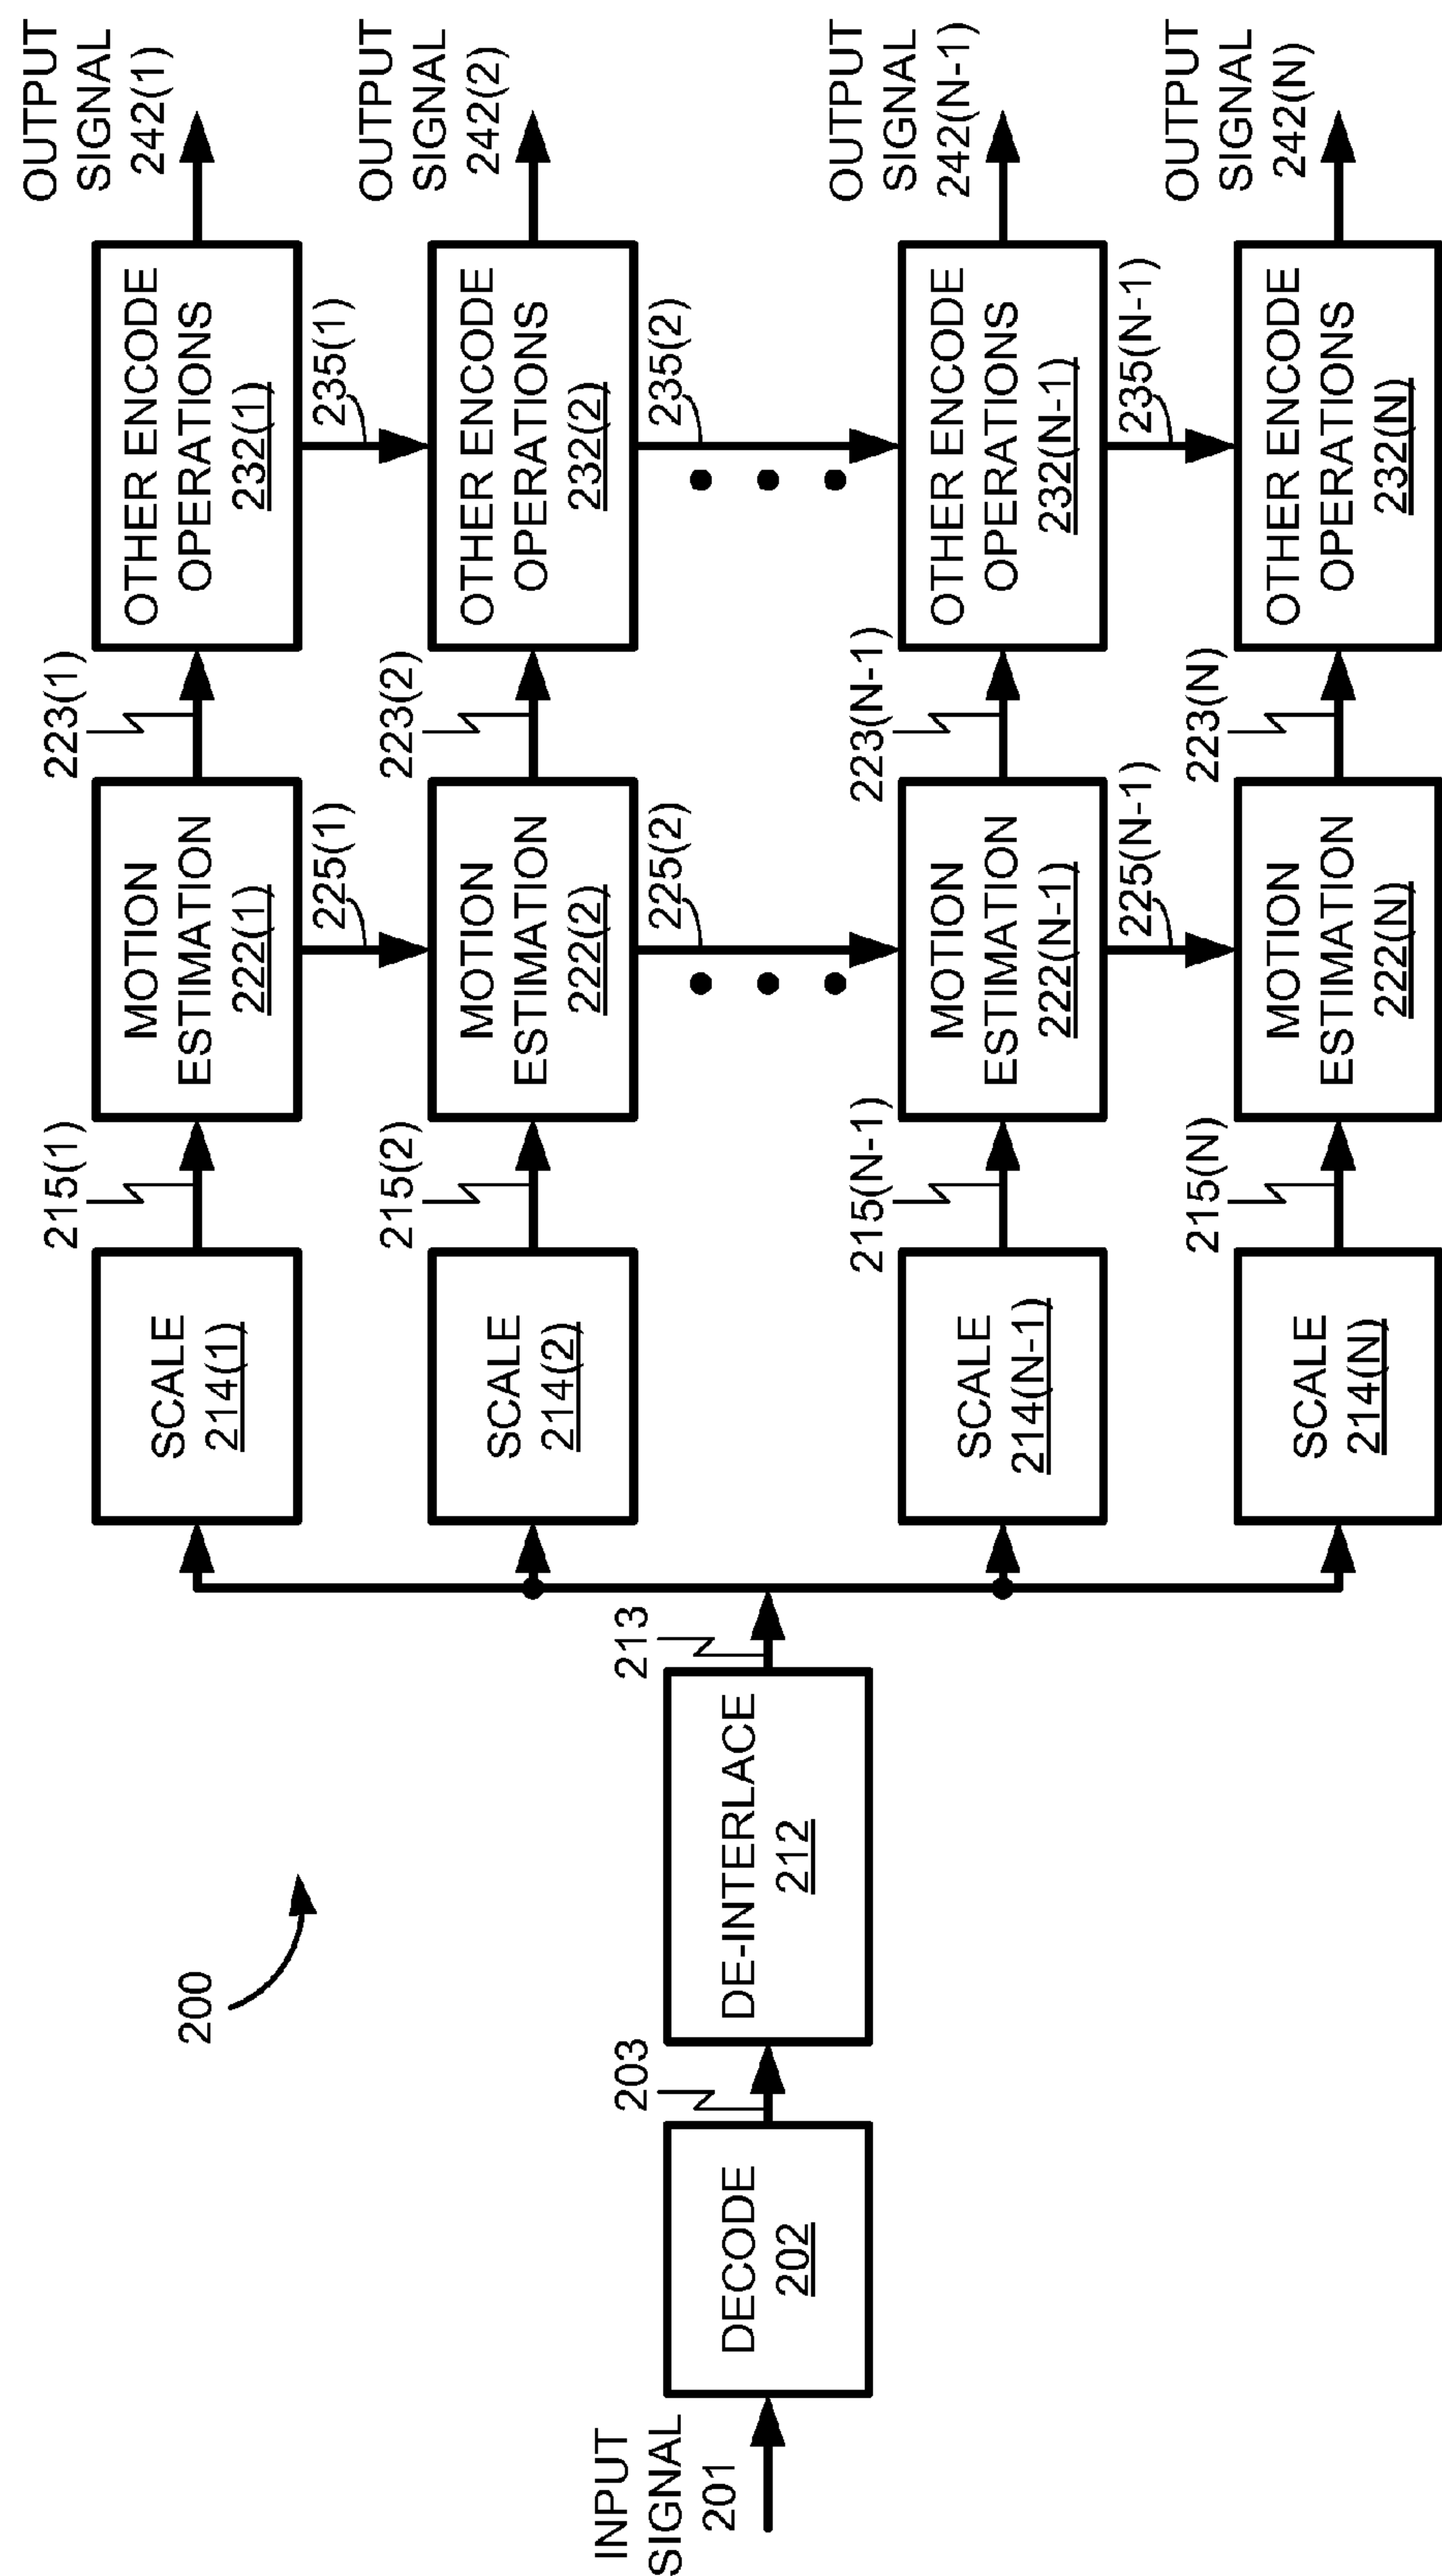 200
INPUT
SIGNAL
201
DECODE
202
203
DE-INTERLACE
212
213
SCALE
214(1)
215(1)
MOTION
ESTIMATION
222(1)
223(1)
OTHER ENCODE
OPERATIONS
232(1)
OUTPUT
SIGNAL
242(1)
225(1)
235(1)
SCALE
214(2)
215(2)
MOTION
ESTIMATION
222(2)
223(2)
OTHER ENCODE
OPERATIONS
232(2)
OUTPUT
SIGNAL
242(2)
225(2)
235(2)
SCALE
214(N-1)
215(N-1)
MOTION
ESTIMATION
222(N-1)
223(N-1)
OTHER ENCODE
OPERATIONS
232(N-1)
OUTPUT
SIGNAL
242(N-1)
225(N-1)
235(N-1)
SCALE
214(N)
215(N)
MOTION
ESTIMATION
222(N)
223(N)
OTHER ENCODE
OPERATIONS
232(N)
OUTPUT
SIGNAL
242(N)